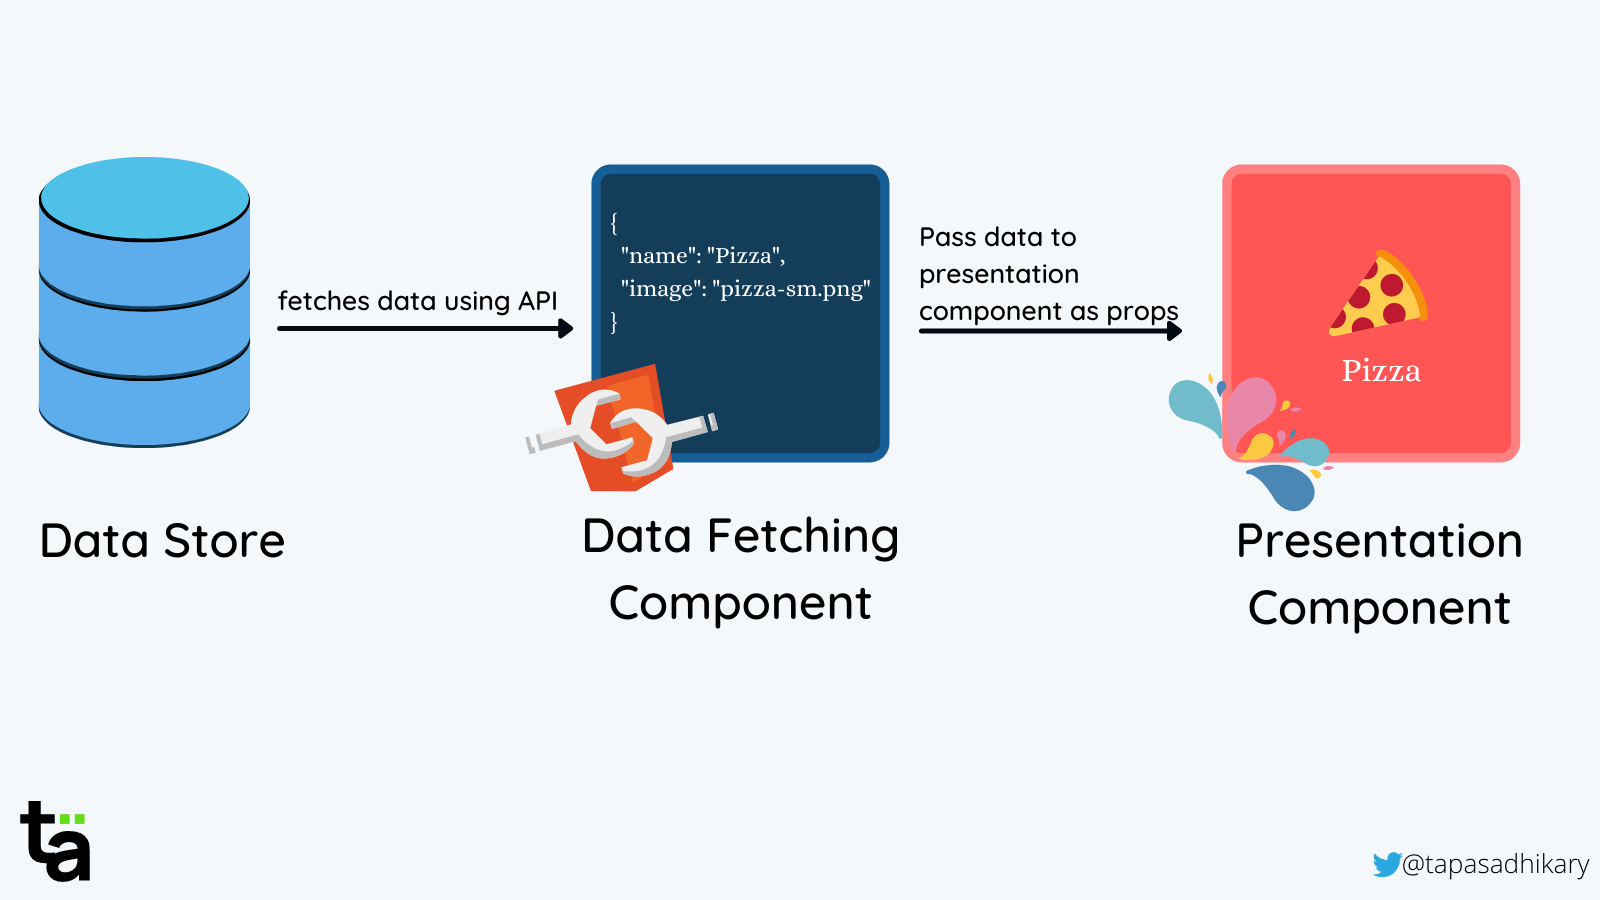 fetches data using API
{
"name": "Pizza",
"image": "pizza-sm.png"
}
Pass data to
presentation
component as props
Pizza
Data Store
Data Fetching
Component
Presentation
Component
ta
@tapasadhikary